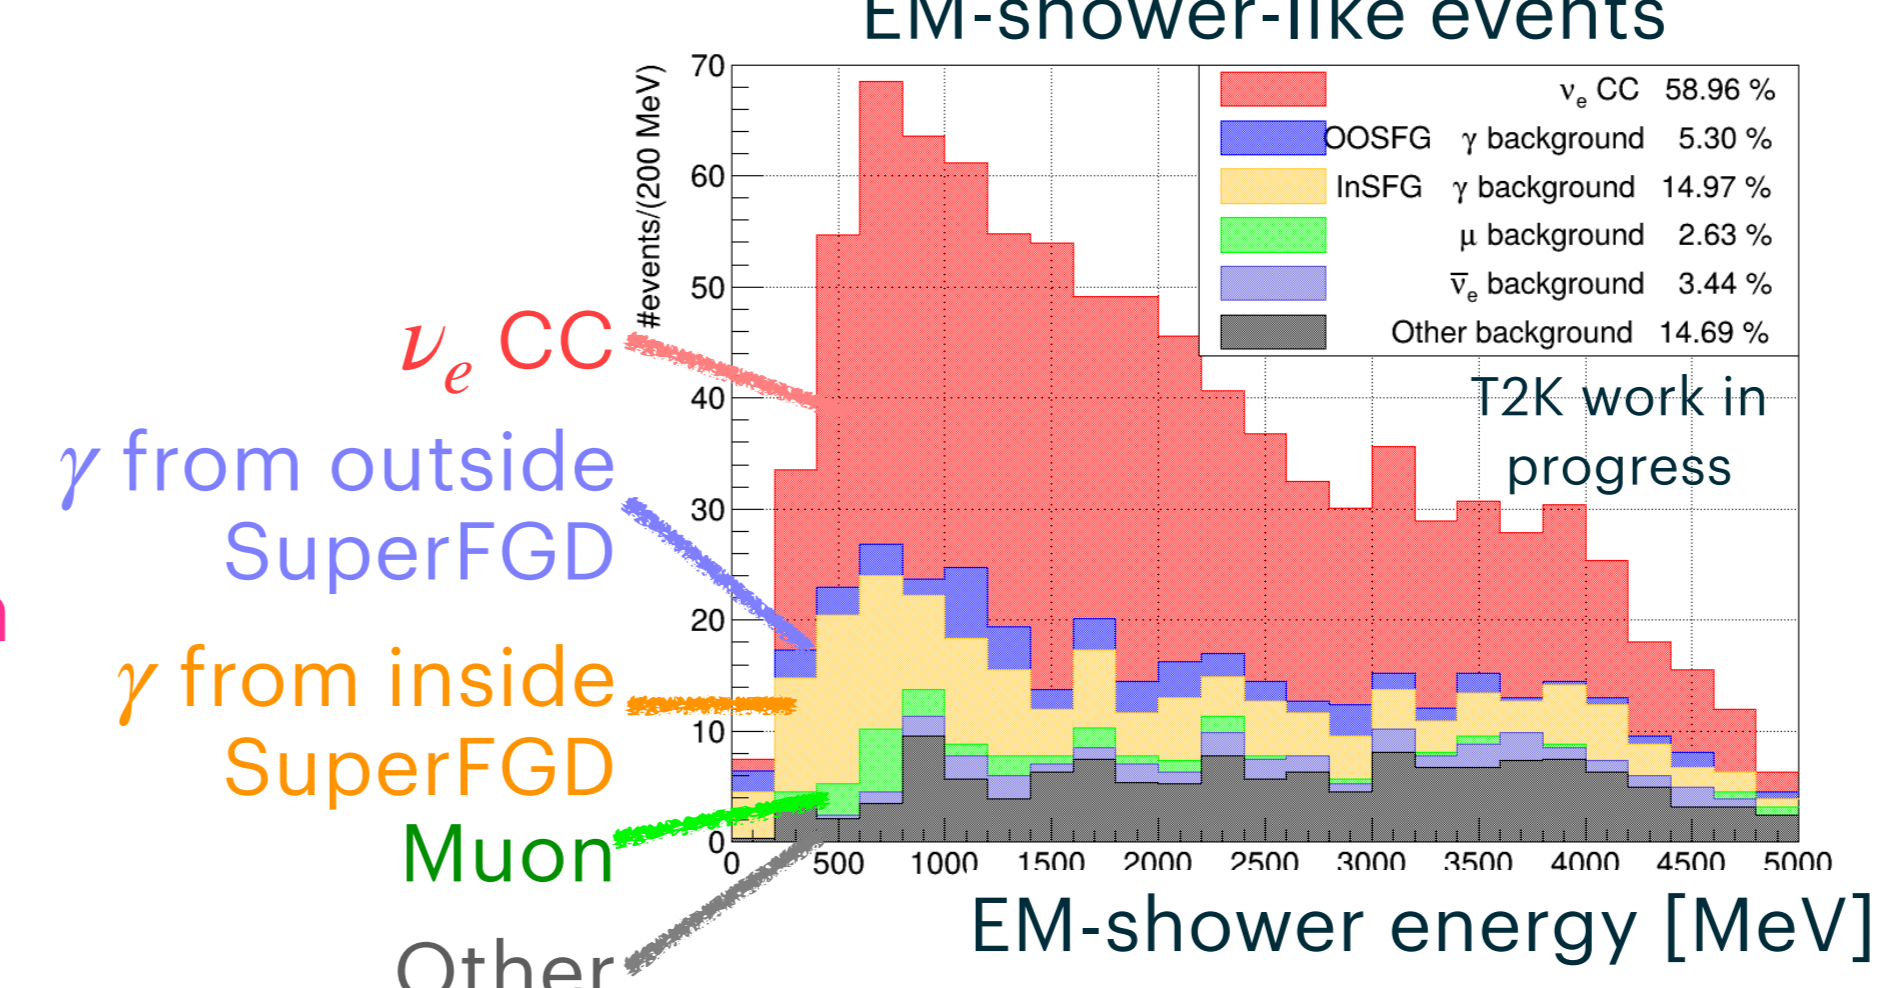 EM-shower-like events
#events/(200 MeV)
70
60
50
40
30
20
10
0
νe CC 58.96 %
OOSFG γ background 5.30 %
InSFG γ background 14.97 %
μ background 2.63 %
ν̅e background 3.44 %
Other background 14.69 %
T2K work in
progress
νe CC
γ from outside
SuperFGD
γ from inside
SuperFGD
Muon
Other
0 500 1000 1500 2000 2500 3000 3500 4000 4500 5000
EM-shower energy [MeV]